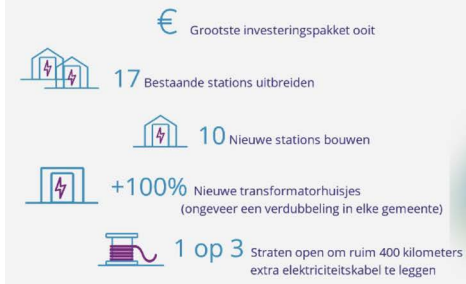 € Grootste investeringspakket ooit
17 Bestaande stations uitbreiden
10 Nieuwe stations bouwen
+100% Nieuwe transformatorhuisjes
(ongeveer een verdubbeling in elke gemeente)
1 op 3 Straten open om ruim 400 kilometers
extra elektriciteitskabel te leggen